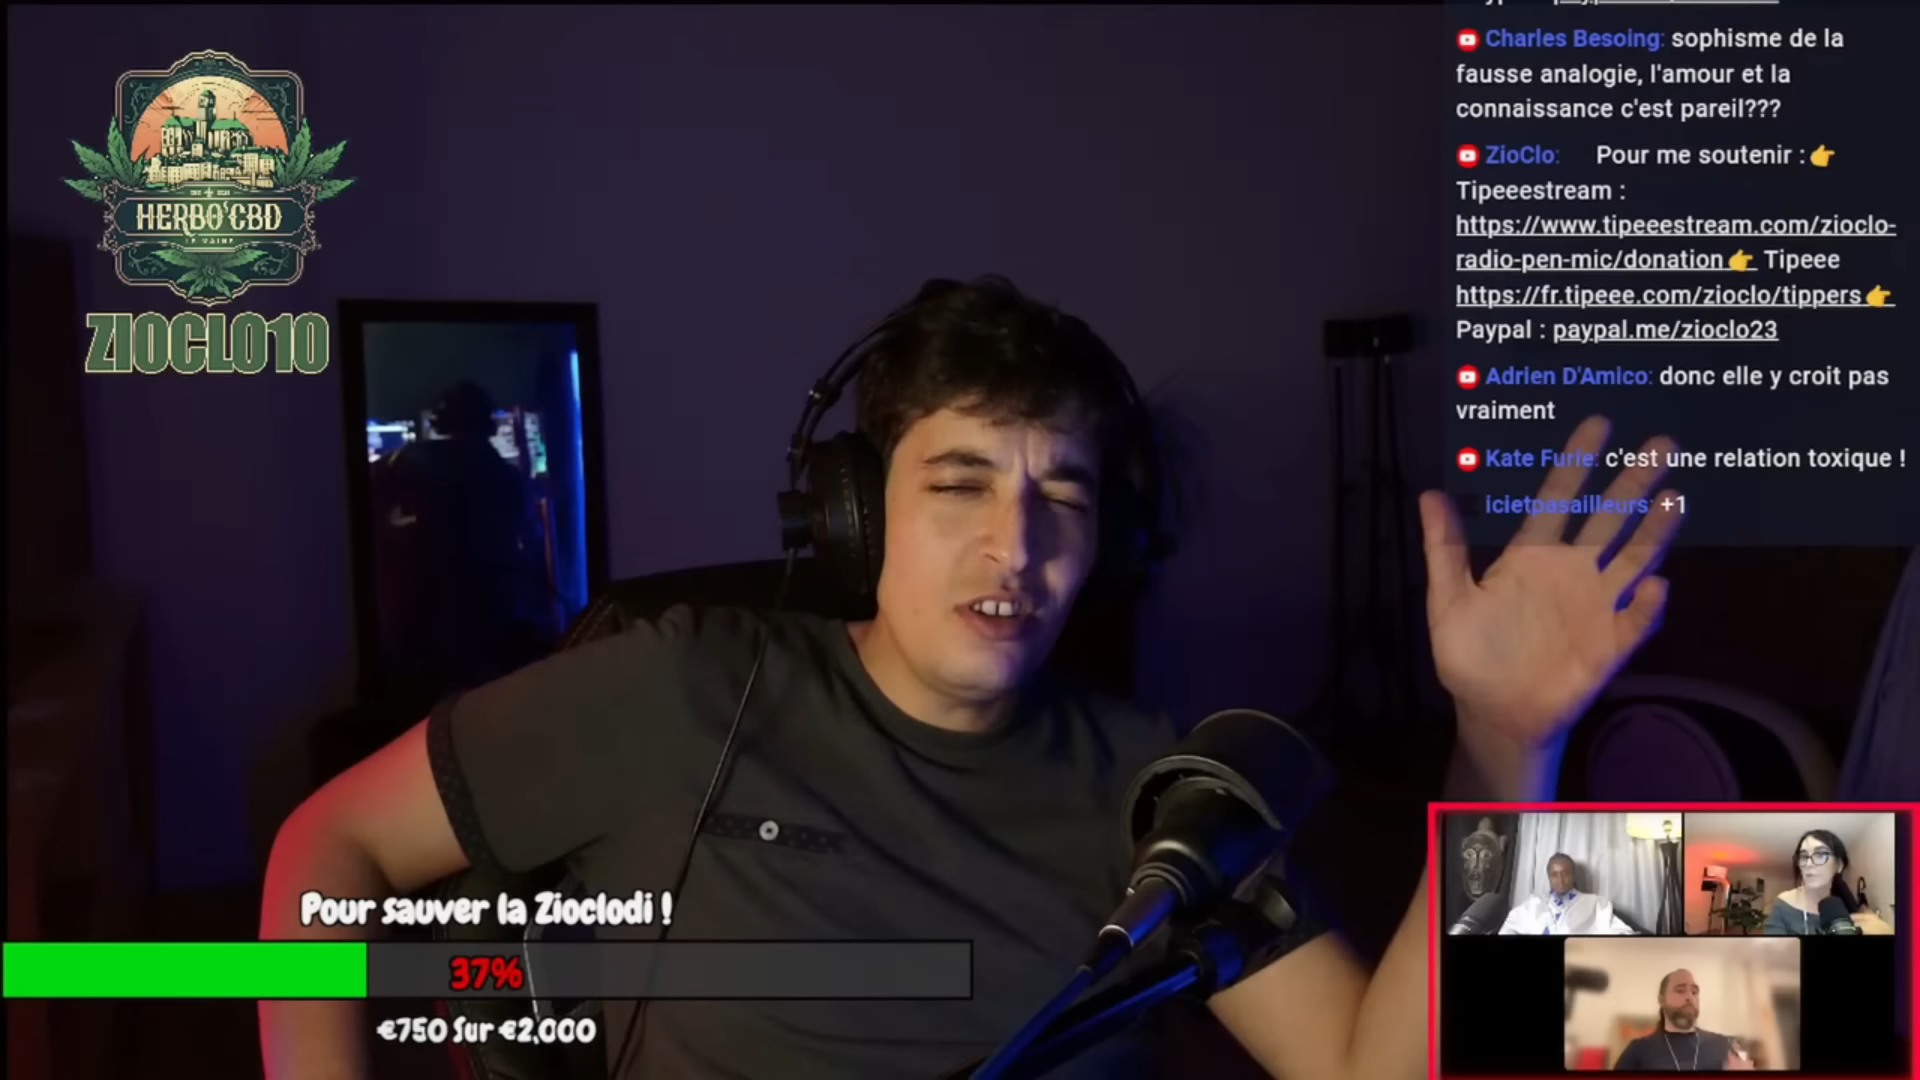 HERBO'CBD
ZIOCLO10
Charles Besoing: sophisme de la
fausse analogie, l'amour et la
connaissance c'est pareil???
ZioClo: Pour me soutenir :👉
Tipeeestream :
https://www.tipeeestream.com/zioclo-
radio-pen-mic/donation👉 Tipeee
https://fr.tipeee.com/zioclo/tippers👉
Paypal : paypal.me/zioclo23
Adrien D'Amico: donc elle y croit pas
vraiment
Kate Furie: c'est une relation toxique !
icietpasailleurs: +1
Pour sauver la Zioclodi !
37%
€750 Sur €2,000